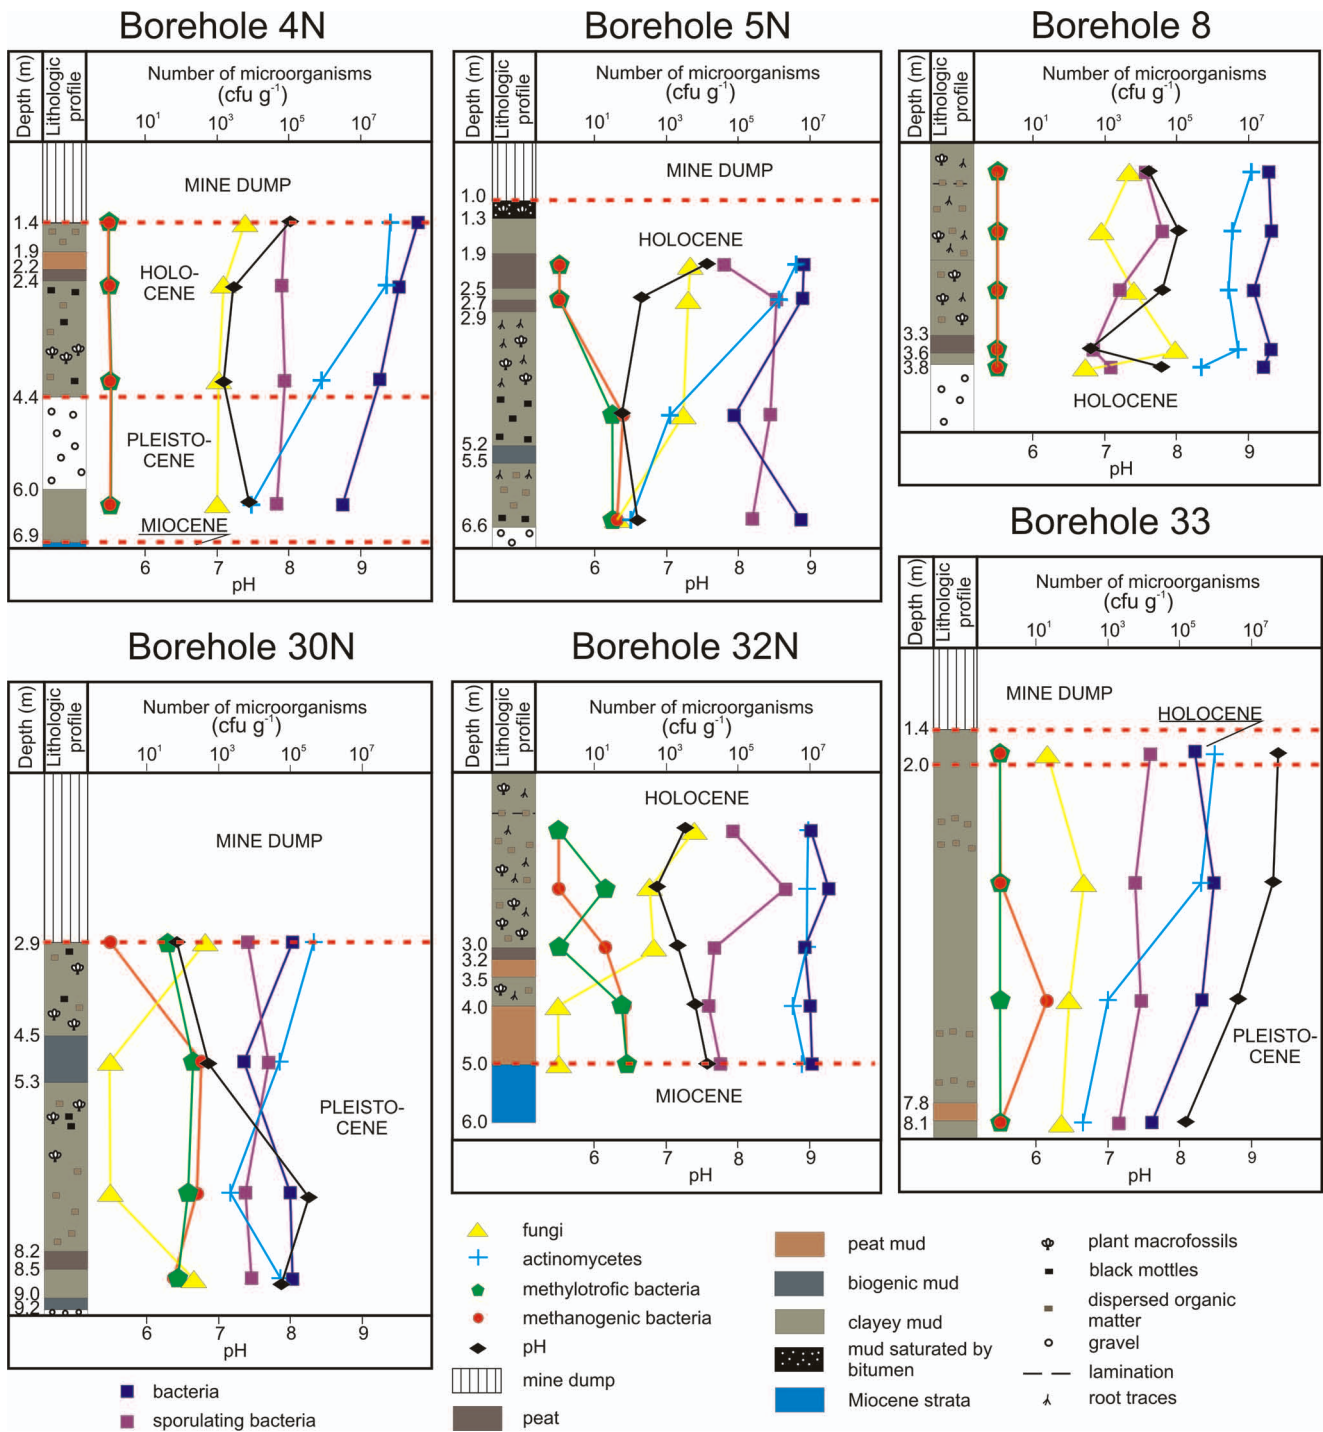 Borehole 4N
Depth (m)
Lithologic
profile
Number of microorganisms
(cfu g⁻¹)
10¹ 10³ 10⁵ 10⁷
MINE DUMP
1.4
1.9
2.2
2.4
HOLO-
CENE
4.4
PLEISTO-
CENE
6.0
MIOCENE
6.9
6 7 8 9
pH
Borehole 5N
Depth (m)
Lithologic
profile
Number of microorganisms
(cfu g⁻¹)
10¹ 10³ 10⁵ 10⁷
MINE DUMP
1.0
1.3
HOLOCENE
1.9
2.5
2.7
2.9
5.2
5.5
6.6
6 7 8 9
pH
Borehole 8
Depth (m)
Lithologic
profile
Number of microorganisms
(cfu g⁻¹)
10¹ 10³ 10⁵ 10⁷
3.3
3.6
3.8
HOLOCENE
6 7 8 9
pH
Borehole 30N
Depth (m)
Lithologic
profile
Number of microorganisms
(cfu g⁻¹)
10¹ 10³ 10⁵ 10⁷
MINE DUMP
2.9
4.5
5.3
PLEISTO-
CENE
8.2
8.5
9.0
9.2
6 7 8 9
pH
Borehole 32N
Depth (m)
Lithologic
profile
Number of microorganisms
(cfu g⁻¹)
10¹ 10³ 10⁵ 10⁷
HOLOCENE
3.0
3.2
3.5
4.0
5.0
MIOCENE
6.0
6 7 8 9
pH
Borehole 33
Depth (m)
Lithologic
profile
Number of microorganisms
(cfu g⁻¹)
10¹ 10³ 10⁵ 10⁷
MINE DUMP
HOLOCENE
1.4
2.0
PLEISTO-
CENE
7.8
8.1
6 7 8 9
pH
bacteria
sporulating bacteria
fungi
actinomycetes
methylotrofic bacteria
methanogenic bacteria
pH
mine dump
peat
peat mud
biogenic mud
clayey mud
mud saturated by
bitumen
Miocene strata
plant macrofossils
black mottles
dispersed organic
matter
gravel
lamination
root traces